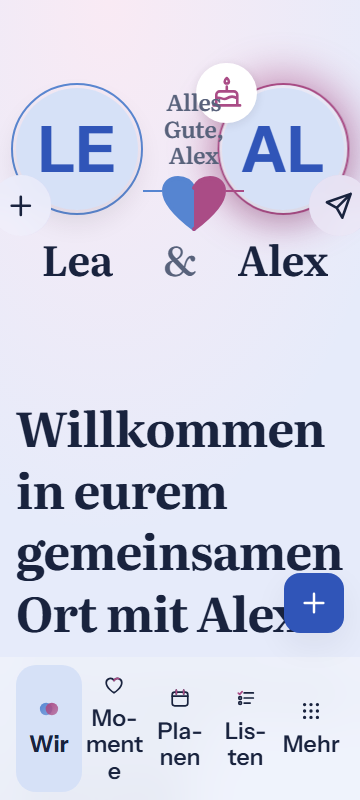 Alles
Gute,
Alex
LE
AL
Lea & Alex
Willkommen
in eurem
gemeinsamen
Ort mit Alex
Wir
Mo-
ment
e
Pla-
nen
Lis-
ten
Mehr